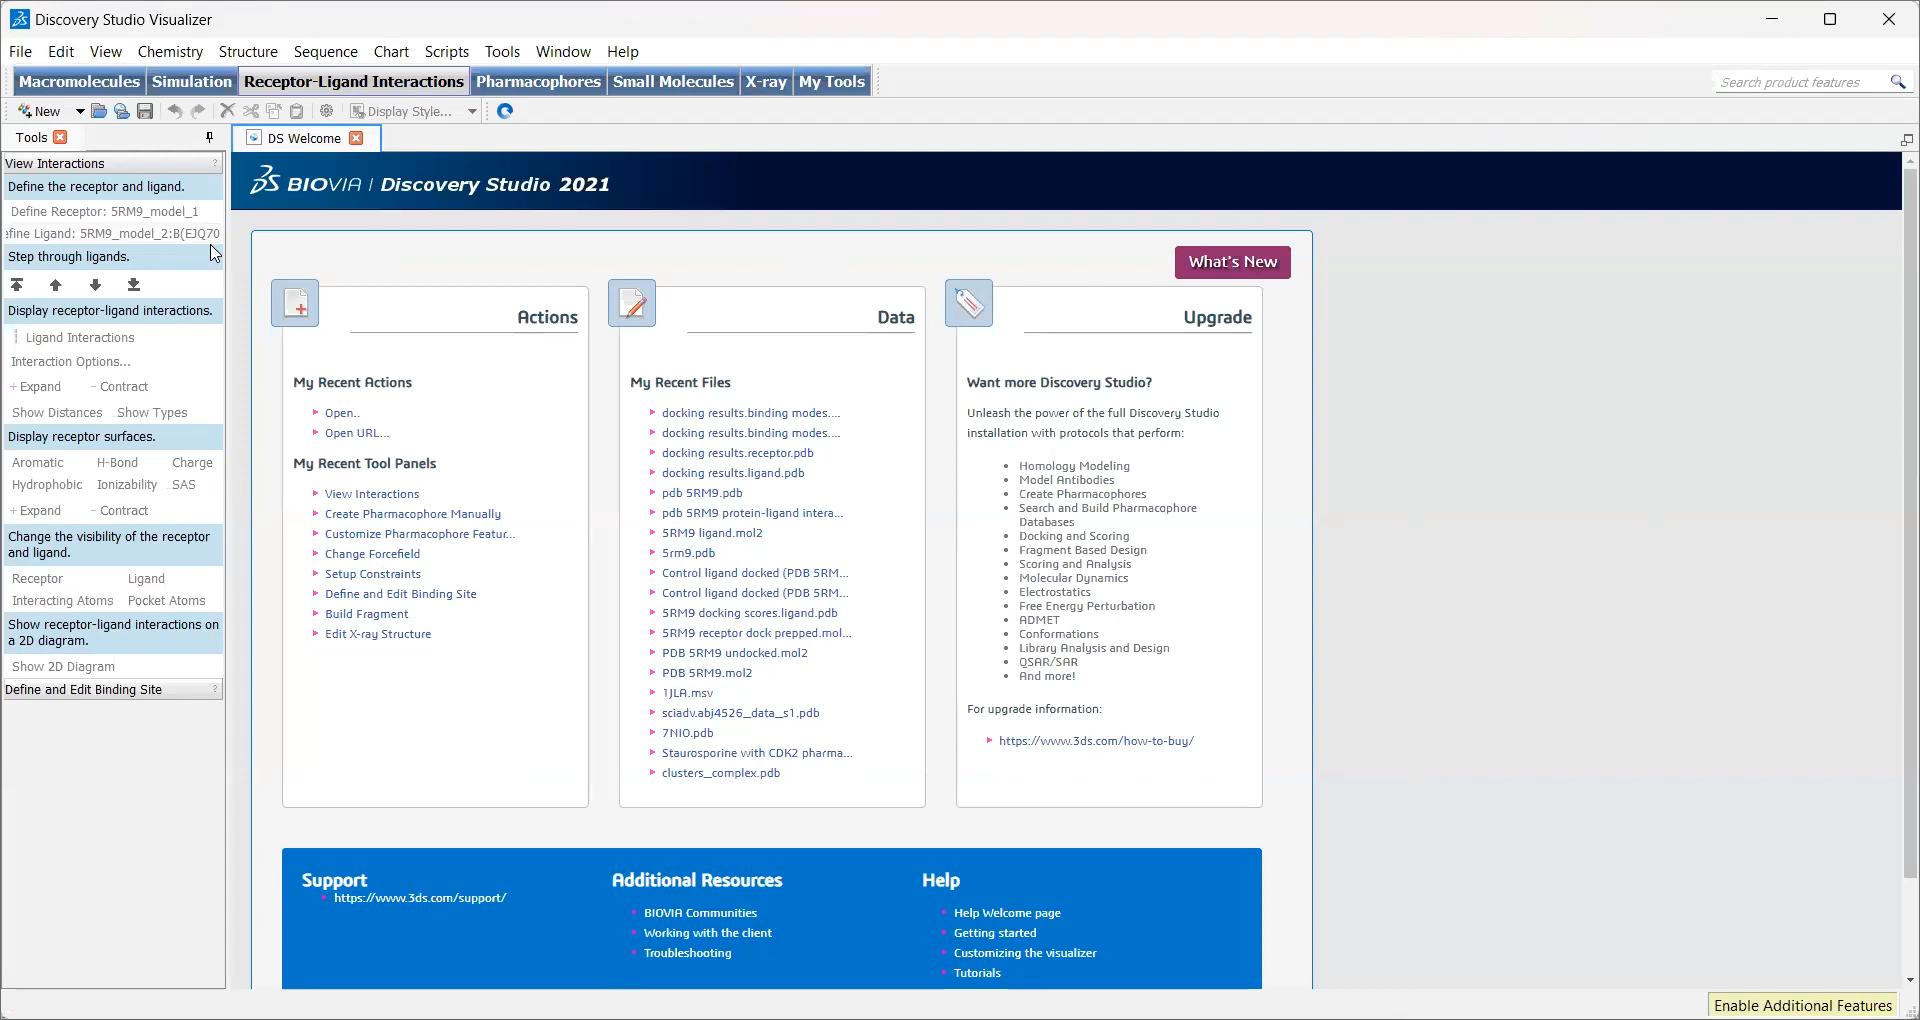 Discovery Studio Visualizer
File Edit View Chemistry Structure Sequence Chart Scripts Tools Window Help
Macromolecules Simulation Receptor-Ligand Interactions Pharmacophores Small Molecules X-ray My Tools
Search product features
New Display Style...
Tools
DS Welcome
View Interactions ?
Define the receptor and ligand.
Define Receptor: 5RM9_model_1
efine Ligand: 5RM9_model_2:B(EJQ70
Step through ligands.
Display receptor-ligand interactions.
Ligand Interactions
Interaction Options...
+ Expand - Contract
Show Distances Show Types
Display receptor surfaces.
Aromatic H-Bond Charge
Hydrophobic Ionizability SAS
+ Expand - Contract
Change the visibility of the receptor
and ligand.
Receptor Ligand
Interacting Atoms Pocket Atoms
Show receptor-ligand interactions on
a 2D diagram.
Show 2D Diagram
Define and Edit Binding Site ?
BIOVIA | Discovery Studio 2021
What's New
Actions
My Recent Actions
Open..
Open URL...
My Recent Tool Panels
View Interactions
Create Pharmacophore Manually
Customize Pharmacophore Featur...
Change Forcefield
Setup Constraints
Define and Edit Binding Site
Build Fragment
Edit X-ray Structure
Data
My Recent Files
docking results.binding modes....
docking results.binding modes....
docking results.receptor.pdb
docking results.ligand.pdb
pdb 5RM9.pdb
pdb 5RM9 protein-ligand intera...
5RM9 ligand.mol2
5rm9.pdb
Control ligand docked (PDB 5RM...
Control ligand docked (PDB 5RM...
5RM9 docking scores.ligand.pdb
5RM9 receptor dock prepped.mol...
PDB 5RM9 undocked.mol2
PDB 5RM9.mol2
1JLA.msv
sciadv.abj4526_data_s1.pdb
7NIO.pdb
Staurosporine with CDK2 pharma...
clusters_complex.pdb
Upgrade
Want more Discovery Studio?
Unleash the power of the full Discovery Studio
installation with protocols that perform:
Homology Modeling
Model Antibodies
Create Pharmacophores
Search and Build Pharmacophore
Databases
Docking and Scoring
Fragment Based Design
Scoring and Analysis
Molecular Dynamics
Electrostatics
Free Energy Perturbation
ADMET
Conformations
Library Analysis and Design
QSAR/SAR
And more!
For upgrade information:
https://www.3ds.com/how-to-buy/
Support
https://www.3ds.com/support/
Additional Resources
BIOVIA Communities
Working with the client
Troubleshooting
Help
Help Welcome page
Getting started
Customizing the visualizer
Tutorials
Enable Additional Features